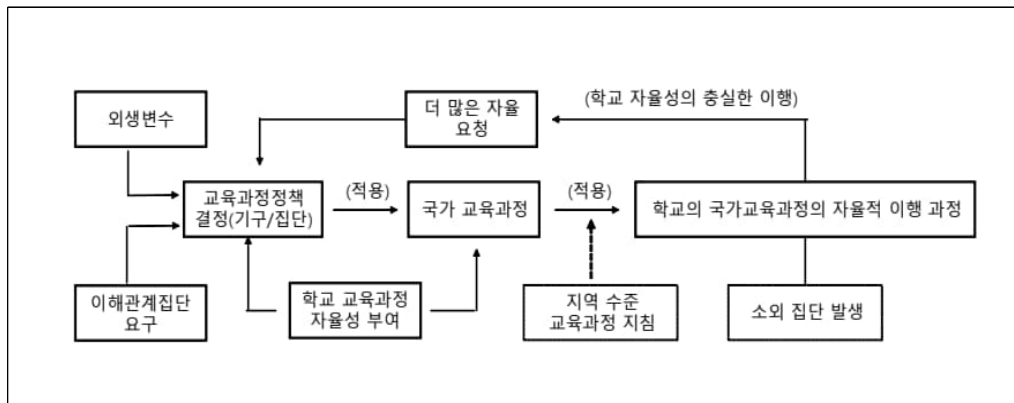 외생변수
더 많은 자율
요청
(학교 자율성의 충실한 이행)
교육과정정책
결정(기구/집단)
(적용)
국가 교육과정
(적용)
학교의 국가교육과정의 자율적 이행 과정
이해관계집단
요구
학교 교육과정
자율성 부여
지역 수준
교육과정 지침
소외 집단 발생